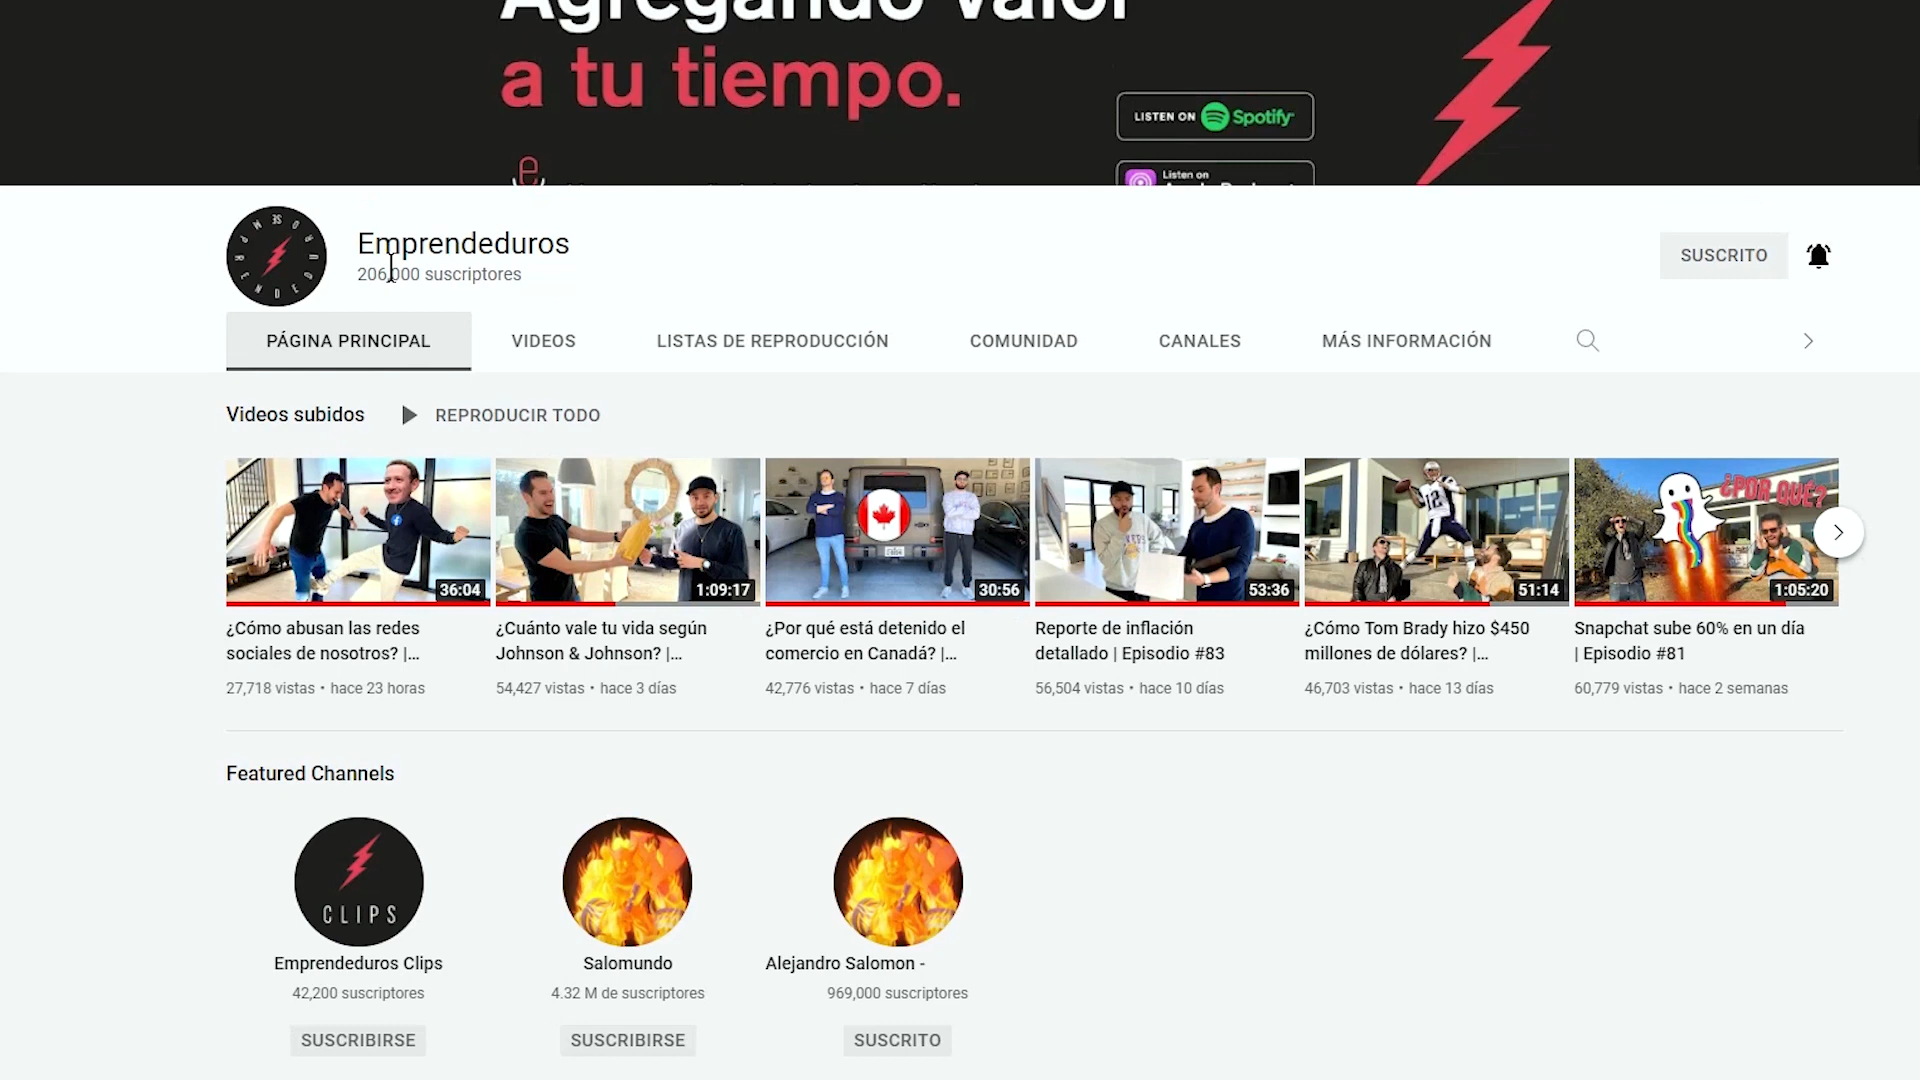 Agregando valor
a tu tiempo.
LISTEN ON Spotify
Listen on
Emprendeduros
206,000 suscriptores
SUSCRITO
PÁGINA PRINCIPAL
VIDEOS
LISTAS DE REPRODUCCIÓN
COMUNIDAD
CANALES
MÁS INFORMACIÓN
Videos subidos
REPRODUCIR TODO
36:04
1:09:17
30:56
53:36
12
51:14
¿POR QUÉ?
1:05:20
¿Cómo abusan las redes
sociales de nosotros? |...
27,718 vistas • hace 23 horas
¿Cuánto vale tu vida según
Johnson & Johnson? |...
54,427 vistas • hace 3 días
¿Por qué está detenido el
comercio en Canadá? |...
42,776 vistas • hace 7 días
Reporte de inflación
detallado | Episodio #83
56,504 vistas • hace 10 días
¿Cómo Tom Brady hizo $450
millones de dólares? |...
46,703 vistas • hace 13 días
Snapchat sube 60% en un día
| Episodio #81
60,779 vistas • hace 2 semanas
Featured Channels
CLIPS
Emprendeduros Clips
42,200 suscriptores
SUSCRIBIRSE
Salomundo
4.32 M de suscriptores
SUSCRIBIRSE
Alejandro Salomon -
969,000 suscriptores
SUSCRITO